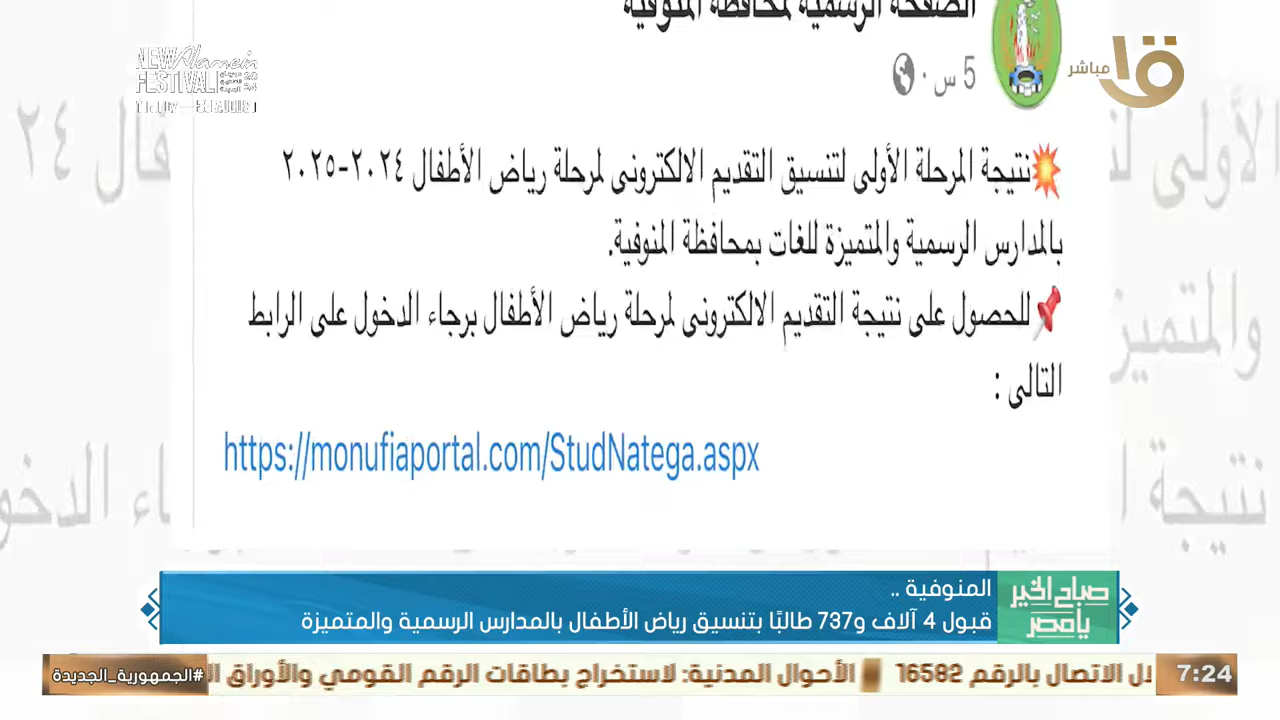 الصفحة الرسمية لمحافظة المنوفية
5 س ·
مباشر
NEW Alamein
FESTIVAL
💥نتيجة المرحلة الأولى لتنسيق التقديم الالكترونى لمرحلة رياض الأطفال ٢٠٢٤-٢٠٢٥
بالمدارس الرسمية والمتميزة للغات بمحافظة المنوفية.
📌للحصول على نتيجة التقديم الالكترونى لمرحلة رياض الأطفال برجاء الدخول على الرابط
التالى :
https://monufiaportal.com/StudNatega.aspx
صباح الخير
يا مصر
المنوفية ..
قبول 4 آلاف و737 طالبًا بتنسيق رياض الأطفال بالمدارس الرسمية والمتميزة
7:24
الاتصال بالرقم 16582
الأحوال المدنية: لاستخراج بطاقات الرقم القومي والأوراق
#الجمهورية_الجديدة